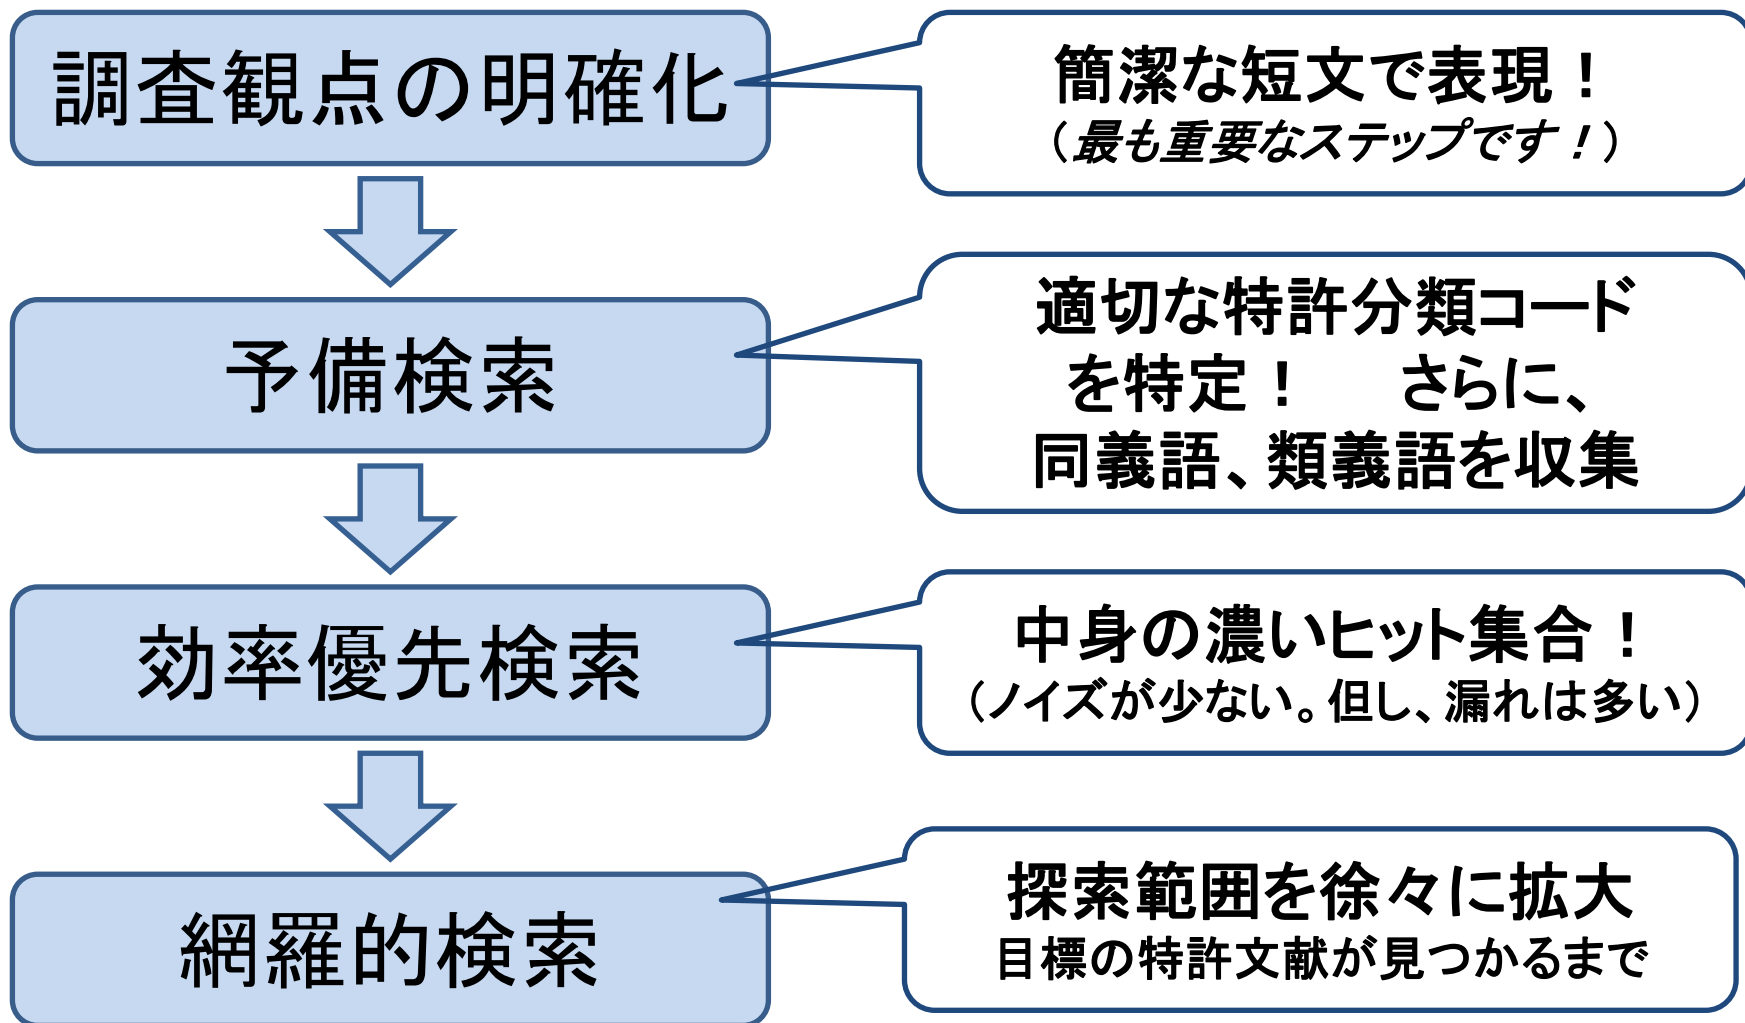 調査観点の明確化
簡潔な短文で表現！
（最も重要なステップです！）
予備検索
適切な特許分類コード
を特定！　さらに、
同義語、類義語を収集
効率優先検索
中身の濃いヒット集合！
（ノイズが少ない。但し、漏れは多い）
網羅的検索
探索範囲を徐々に拡大
目標の特許文献が見つかるまで